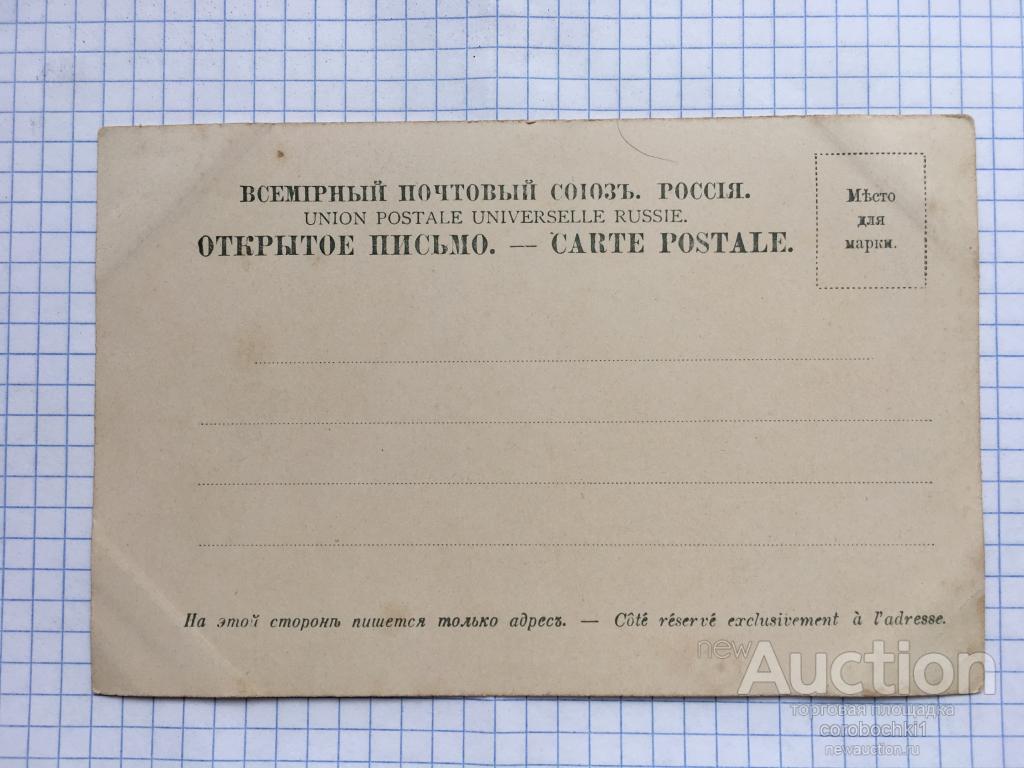 ВСЕМІРНЫЙ ПОЧТОВЫЙ СОЮЗЪ. РОССІЯ.
UNION POSTALE UNIVERSELLE RUSSIE.
ОТКРЫТОЕ ПИСЬМО. — CARTE POSTALE.
Мѣсто
для
марки.
На этой сторонѣ пишется только адресъ. — Côté réservé exclusivement à l'adresse.
newAuction
торговая площадка
corobochki1
newauction.ru